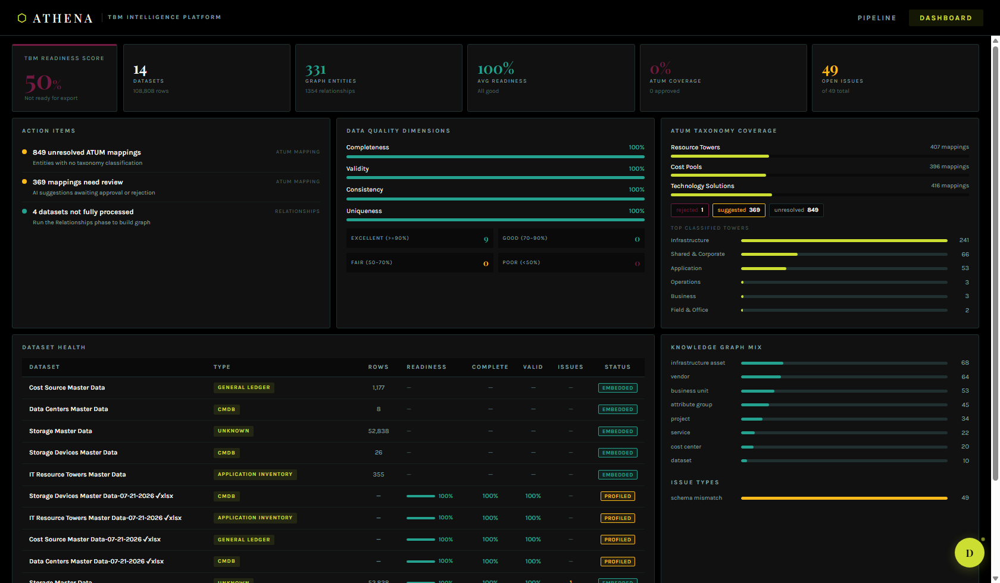 ATHENA
TBM INTELLIGENCE PLATFORM
PIPELINE
DASHBOARD
TBM READINESS SCORE
50%
Not ready for export
14
DATASETS
108,808 rows
331
GRAPH ENTITIES
1354 relationships
100%
AVG READINESS
All good
0%
ATUM COVERAGE
0 approved
49
OPEN ISSUES
of 49 total
ACTION ITEMS
849 unresolved ATUM mappings ATUM MAPPING
Entities with no taxonomy classification
369 mappings need review ATUM MAPPING
AI suggestions awaiting approval or rejection
4 datasets not fully processed RELATIONSHIPS
Run the Relationships phase to build graph
DATA QUALITY DIMENSIONS
Completeness 100%
Validity 100%
Consistency 100%
Uniqueness 100%
EXCELLENT (>=90%) 9
GOOD (70–90%) 0
FAIR (50–70%) 0
POOR (<50%) 0
ATUM TAXONOMY COVERAGE
Resource Towers 407 mappings
Cost Pools 396 mappings
Technology Solutions 416 mappings
rejected 1 suggested 369 unresolved 849
TOP CLASSIFIED TOWERS
Infrastructure 241
Shared & Corporate 66
Application 53
Operations 3
Business 3
Field & Office 2
DATASET HEALTH
DATASET TYPE ROWS READINESS COMPLETE VALID ISSUES STATUS
Cost Source Master Data GENERAL LEDGER 1,177 — — — — EMBEDDED
Data Centers Master Data CMDB 8 — — — — EMBEDDED
Storage Master Data UNKNOWN 52,838 — — — — EMBEDDED
Storage Devices Master Data CMDB 26 — — — — EMBEDDED
IT Resource Towers Master Data APPLICATION INVENTORY 355 — — — — EMBEDDED
Storage Devices Master Data-07-21-2026 ✓xlsx CMDB — 100% 100% 100% — PROFILED
IT Resource Towers Master Data-07-21-2026 ✓xlsx APPLICATION INVENTORY — 100% 100% 100% — PROFILED
Cost Source Master Data-07-21-2026 ✓xlsx GENERAL LEDGER — 100% 100% 100% — PROFILED
Data Centers Master Data-07-21-2026 ✓xlsx CMDB — 100% 100% 100% — PROFILED
Storage Master Data UNKNOWN 52,838 100% 100% 100% 1 EMBEDDED
KNOWLEDGE GRAPH MIX
infrastructure asset 68
vendor 64
business unit 53
attribute group 45
project 34
service 22
cost center 20
dataset 10
ISSUE TYPES
schema mismatch 49
D